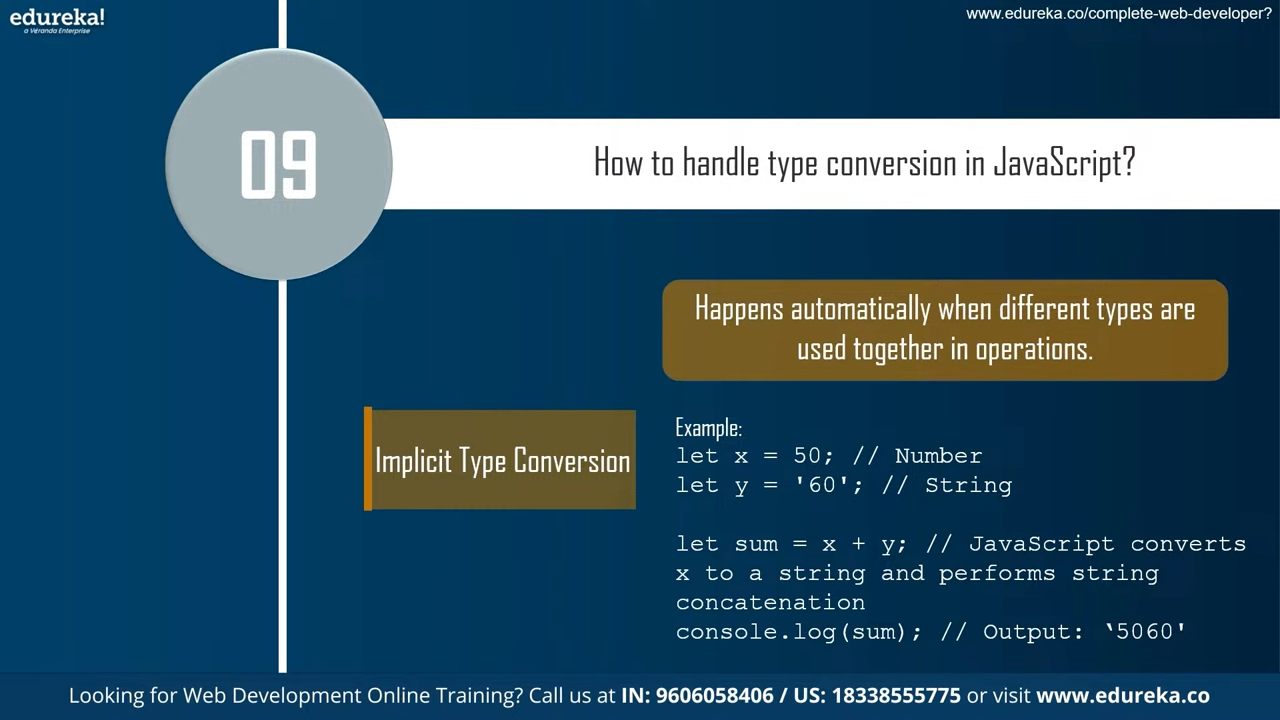 edureka!
a Veranda Enterprise
www.edureka.co/complete-web-developer?
09
How to handle type conversion in JavaScript?
Happens automatically when different types are
used together in operations.
Implicit Type Conversion
Example:
let x = 50; // Number
let y = '60'; // String
let sum = x + y; // JavaScript converts
x to a string and performs string
concatenation
console.log(sum); // Output: ‘5060'
Looking for Web Development Online Training? Call us at IN: 9606058406 / US: 18338555775 or visit www.edureka.co